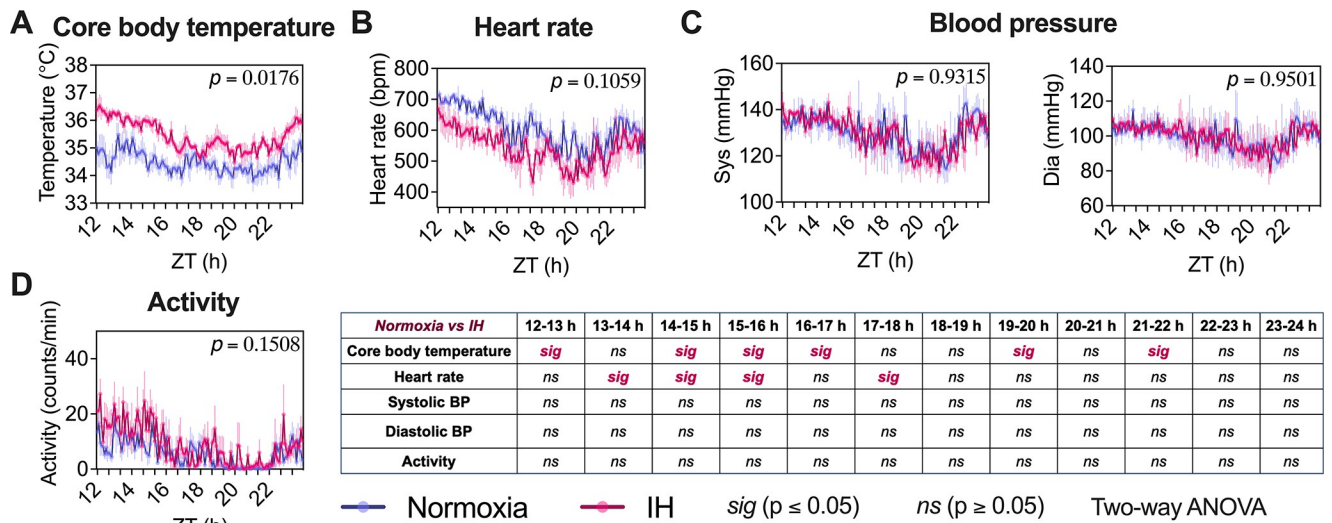 A Core body temperature
Temperature (°C)
38
37
36
35
34
33
p = 0.0176
12 14 16 18 20 22
ZT (h)
B Heart rate
Heart rate (bpm)
800
700
600
500
400
p = 0.1059
12 14 16 18 20 22
ZT (h)
C Blood pressure
Sys (mmHg)
160
140
120
100
p = 0.9315
12 14 16 18 20 22
ZT (h)
Dia (mmHg)
140
120
100
80
60
p = 0.9501
12 14 16 18 20 22
ZT (h)
D Activity
Activity (counts/min)
40
20
0
p = 0.1508
12 14 16 18 20 22
ZT (h)
Normoxia vs IH 12-13 h 13-14 h 14-15 h 15-16 h 16-17 h 17-18 h 18-19 h 19-20 h 20-21 h 21-22 h 22-23 h 23-24 h
Core body temperature sig ns sig sig sig ns ns sig ns sig ns ns
Heart rate ns sig sig sig ns sig ns ns ns ns ns ns
Systolic BP ns ns ns ns ns ns ns ns ns ns ns ns
Diastolic BP ns ns ns ns ns ns ns ns ns ns ns ns
Activity ns ns ns ns ns ns ns ns ns ns ns ns
Normoxia IH sig (p ≤ 0.05) ns (p ≥ 0.05) Two-way ANOVA